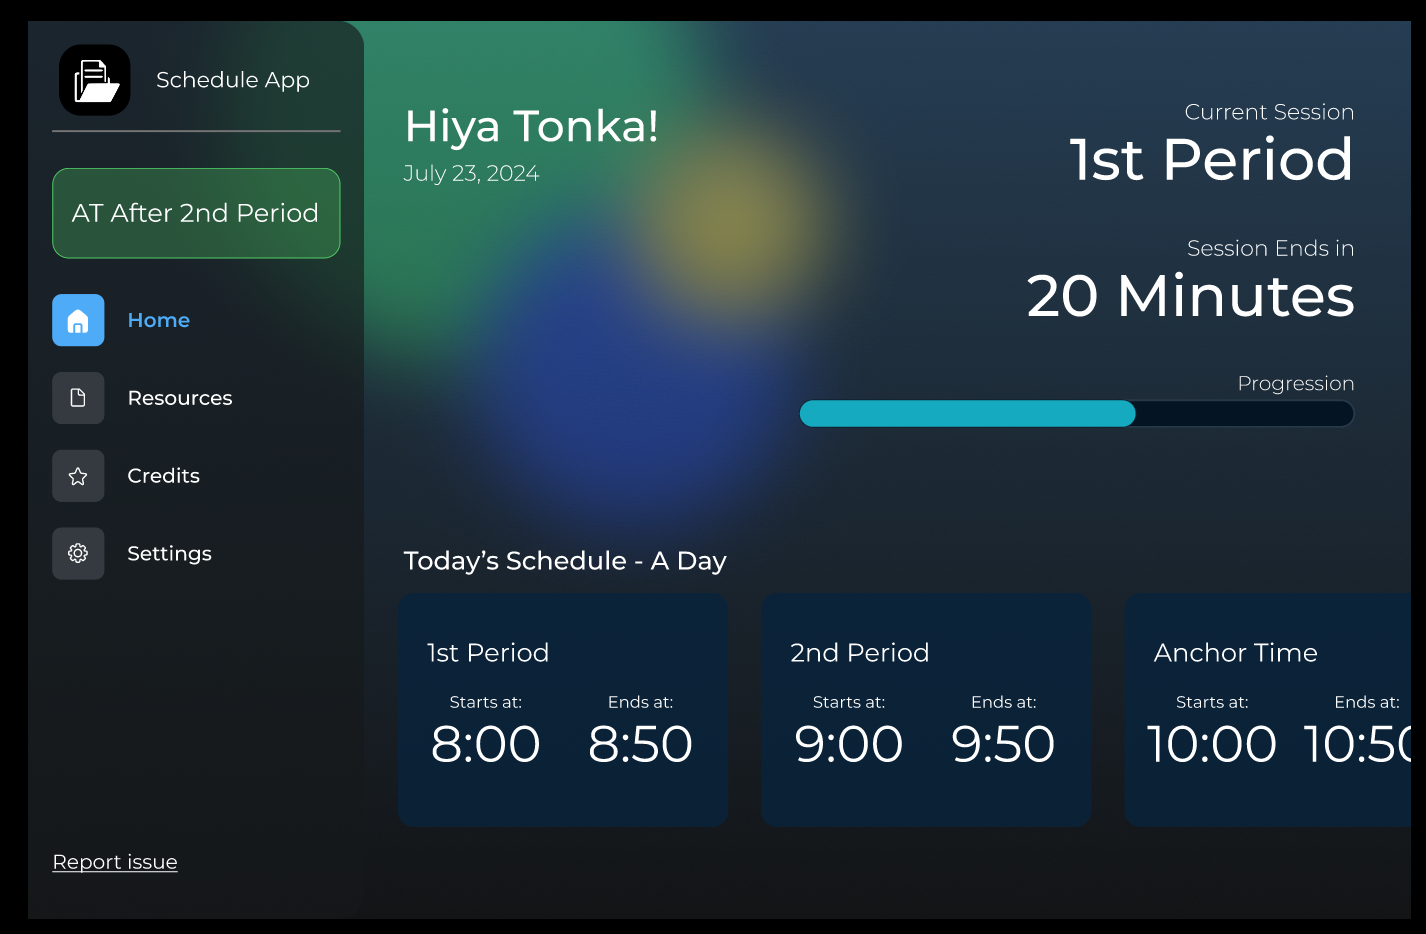 Schedule App
AT After 2nd Period
Home
Resources
Credits
Settings
Report issue
Hiya Tonka!
July 23, 2024
Current Session
1st Period
Session Ends in
20 Minutes
Progression
Today’s Schedule - A Day
1st Period
Starts at:
8:00
Ends at:
8:50
2nd Period
Starts at:
9:00
Ends at:
9:50
Anchor Time
Starts at:
10:00
Ends at:
10:50